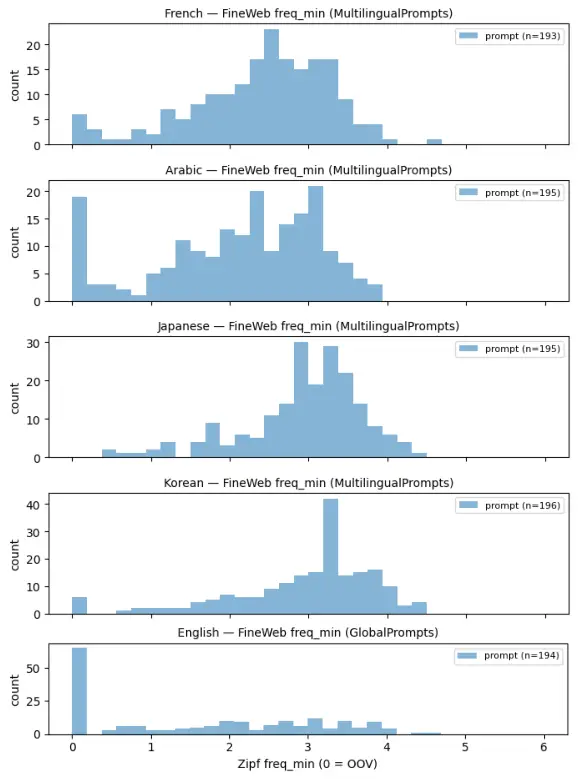 French — FineWeb freq_min (MultilingualPrompts)
prompt (n=193)
20
15
10
5
0
count
Arabic — FineWeb freq_min (MultilingualPrompts)
prompt (n=195)
20
15
10
5
0
count
Japanese — FineWeb freq_min (MultilingualPrompts)
prompt (n=195)
30
20
10
0
count
Korean — FineWeb freq_min (MultilingualPrompts)
prompt (n=196)
40
30
20
10
0
count
English — FineWeb freq_min (GlobalPrompts)
prompt (n=194)
50
25
0
count
0 1 2 3 4 5 6
Zipf freq_min (0 = OOV)